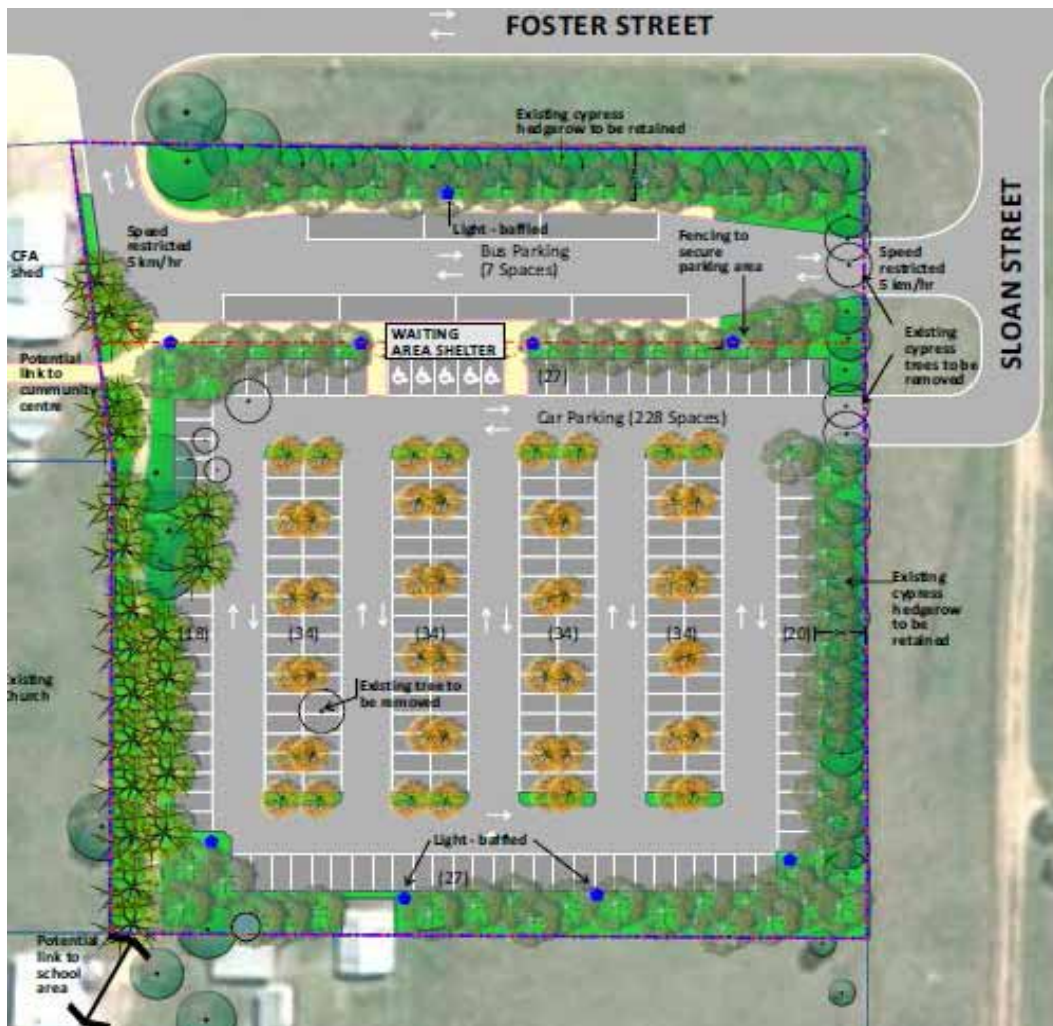 FOSTER STREET
Existing cypress
hedgerow to be retained
SLOAN STREET
Light - baffled
Speed
restricted
5 km/hr
CFA
shed
Bus Parking
(7 Spaces)
Fencing to
secure
parking area
Speed
restricted
5 km/hr
WAITING
AREA SHELTER
Existing
cypress
trees to be
removed
Potential
link to
cummunity
centre
(27)
Car Parking (228 Spaces)
Existing
cypress
hedgerow
to be
retained
(18)
(34)
(34)
(34)
(34)
(20)
Existing
Church
Existing tree to
be removed
Light - baffled
(27)
Potential
link to
school
area